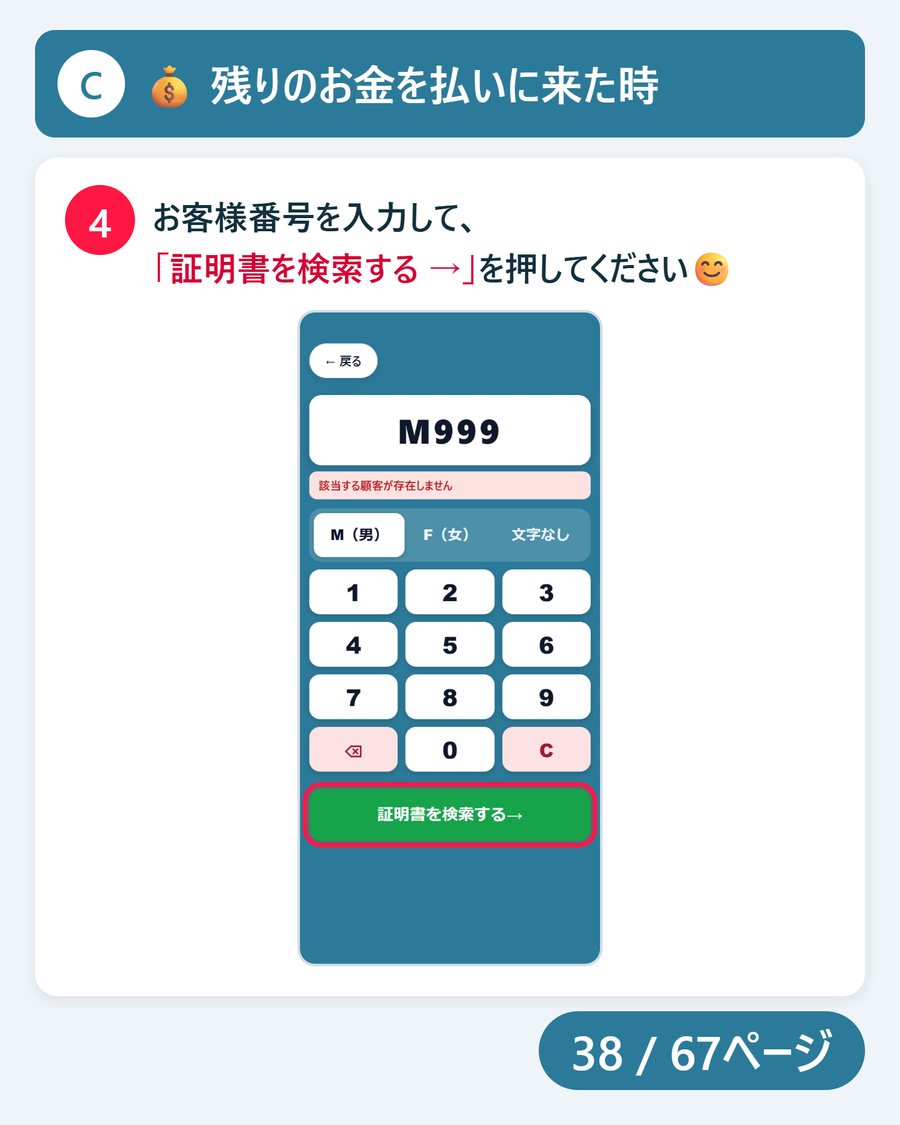 C 💰 残りのお金を払いに来た時
4 お客様番号を入力して、
「証明書を検索する →」を押してください😊
← 戻る
M999
該当する顧客が存在しません
M（男） F（女） 文字なし
1 2 3
4 5 6
7 8 9
⌫ 0 C
証明書を検索する→
38 / 67ページ